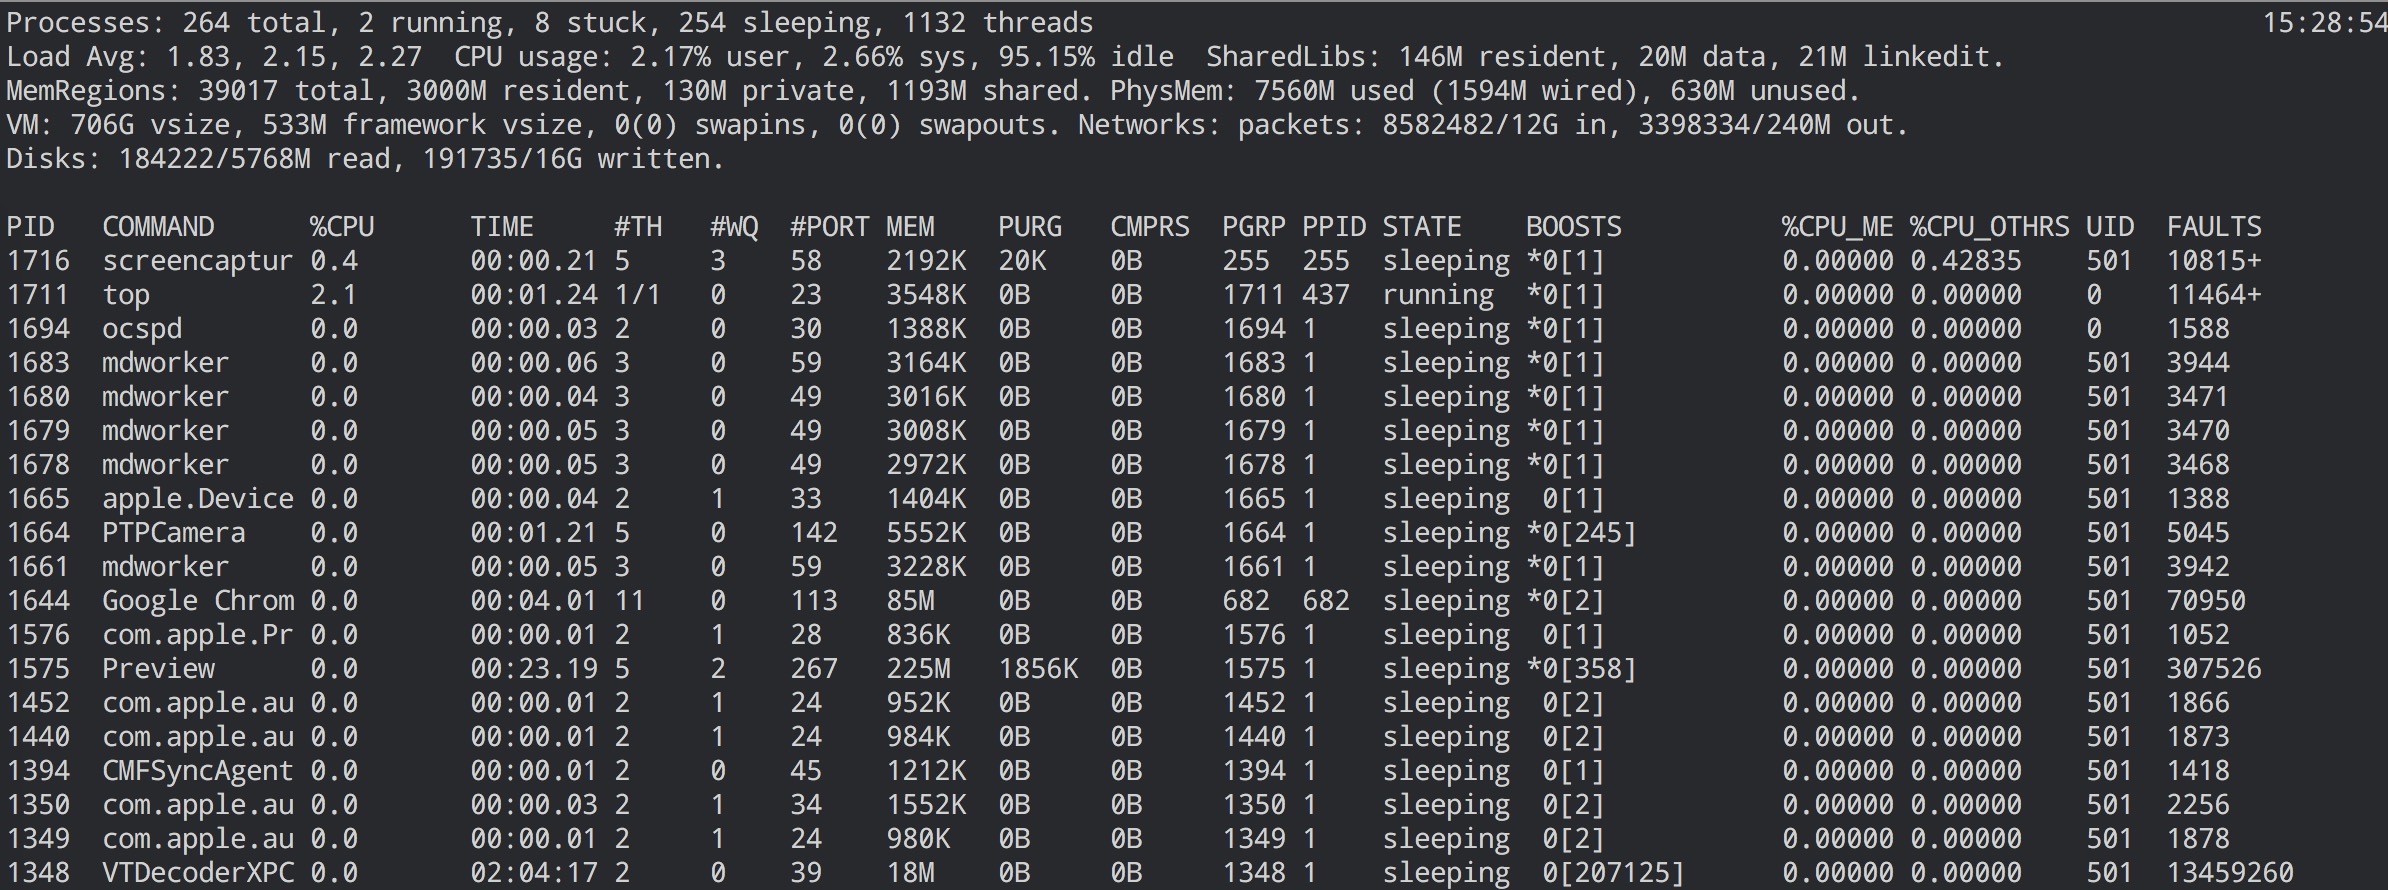 Processes: 264 total, 2 running, 8 stuck, 254 sleeping, 1132 threads 15:28:54
Load Avg: 1.83, 2.15, 2.27  CPU usage: 2.17% user, 2.66% sys, 95.15% idle  SharedLibs: 146M resident, 20M data, 21M linkedit.
MemRegions: 39017 total, 3000M resident, 130M private, 1193M shared. PhysMem: 7560M used (1594M wired), 630M unused.
VM: 706G vsize, 533M framework vsize, 0(0) swapins, 0(0) swapouts. Networks: packets: 8582482/12G in, 3398334/240M out.
Disks: 184222/5768M read, 191735/16G written.
PID COMMAND %CPU TIME #TH #WQ #PORT MEM PURG CMPRS PGRP PPID STATE BOOSTS %CPU_ME %CPU_OTHRS UID FAULTS
1716 screencaptur 0.4 00:00.21 5 3 58 2192K 20K 0B 255 255 sleeping *0[1] 0.00000 0.42835 501 10815+
1711 top 2.1 00:01.24 1/1 0 23 3548K 0B 0B 1711 437 running *0[1] 0.00000 0.00000 0 11464+
1694 ocspd 0.0 00:00.03 2 0 30 1388K 0B 0B 1694 1 sleeping *0[1] 0.00000 0.00000 0 1588
1683 mdworker 0.0 00:00.06 3 0 59 3164K 0B 0B 1683 1 sleeping *0[1] 0.00000 0.00000 501 3944
1680 mdworker 0.0 00:00.04 3 0 49 3016K 0B 0B 1680 1 sleeping *0[1] 0.00000 0.00000 501 3471
1679 mdworker 0.0 00:00.05 3 0 49 3008K 0B 0B 1679 1 sleeping *0[1] 0.00000 0.00000 501 3470
1678 mdworker 0.0 00:00.05 3 0 49 2972K 0B 0B 1678 1 sleeping *0[1] 0.00000 0.00000 501 3468
1665 apple.Device 0.0 00:00.04 2 1 33 1404K 0B 0B 1665 1 sleeping 0[1] 0.00000 0.00000 501 1388
1664 PTPCamera 0.0 00:01.21 5 0 142 5552K 0B 0B 1664 1 sleeping *0[245] 0.00000 0.00000 501 5045
1661 mdworker 0.0 00:00.05 3 0 59 3228K 0B 0B 1661 1 sleeping *0[1] 0.00000 0.00000 501 3942
1644 Google Chrom 0.0 00:04.01 11 0 113 85M 0B 0B 682 682 sleeping *0[2] 0.00000 0.00000 501 70950
1576 com.apple.Pr 0.0 00:00.01 2 1 28 836K 0B 0B 1576 1 sleeping 0[1] 0.00000 0.00000 501 1052
1575 Preview 0.0 00:23.19 5 2 267 225M 1856K 0B 1575 1 sleeping *0[358] 0.00000 0.00000 501 307526
1452 com.apple.au 0.0 00:00.01 2 1 24 952K 0B 0B 1452 1 sleeping 0[2] 0.00000 0.00000 501 1866
1440 com.apple.au 0.0 00:00.01 2 1 24 984K 0B 0B 1440 1 sleeping 0[2] 0.00000 0.00000 501 1873
1394 CMFSyncAgent 0.0 00:00.01 2 0 45 1212K 0B 0B 1394 1 sleeping 0[1] 0.00000 0.00000 501 1418
1350 com.apple.au 0.0 00:00.03 2 1 34 1552K 0B 0B 1350 1 sleeping 0[2] 0.00000 0.00000 501 2256
1349 com.apple.au 0.0 00:00.01 2 1 24 980K 0B 0B 1349 1 sleeping 0[2] 0.00000 0.00000 501 1878
1348 VTDecoderXPC 0.0 02:04:17 2 0 39 18M 0B 0B 1348 1 sleeping 0[207125] 0.00000 0.00000 501 13459260